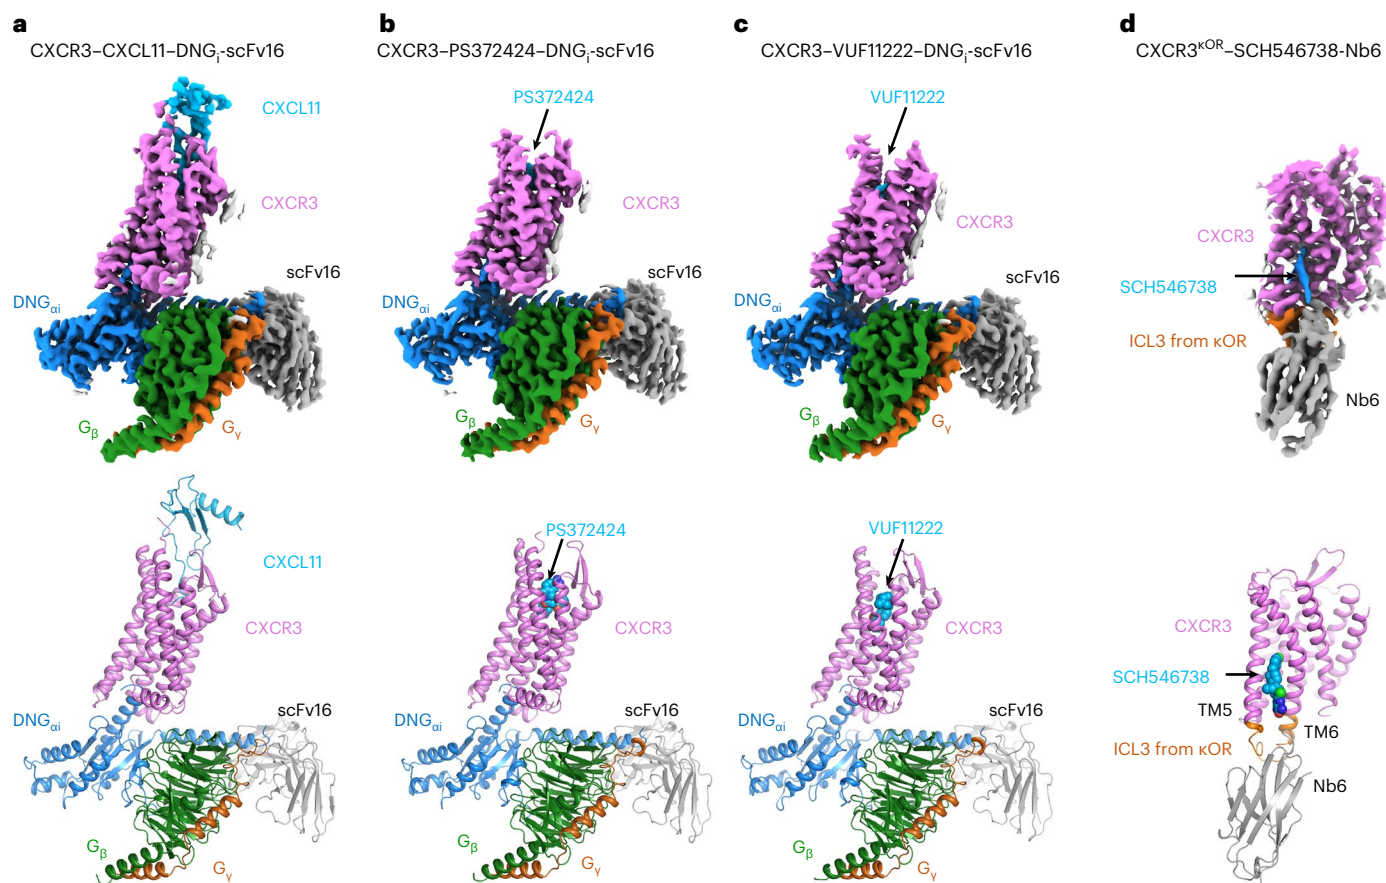 a
CXCR3–CXCL11–DNGi-scFv16
CXCL11
CXCR3
scFv16
DNGαi
Gβ
Gγ
CXCL11
CXCR3
scFv16
DNGαi
Gβ
Gγ
b
CXCR3–PS372424–DNGi-scFv16
PS372424
CXCR3
scFv16
DNGαi
Gβ
Gγ
PS372424
CXCR3
scFv16
DNGαi
Gβ
Gγ
c
CXCR3–VUF11222–DNGi-scFv16
VUF11222
CXCR3
scFv16
DNGαi
Gβ
Gγ
VUF11222
CXCR3
scFv16
DNGαi
Gβ
Gγ
d
CXCR3κOR–SCH546738-Nb6
CXCR3
SCH546738
ICL3 from κOR
Nb6
CXCR3
SCH546738
TM5
TM6
ICL3 from κOR
Nb6